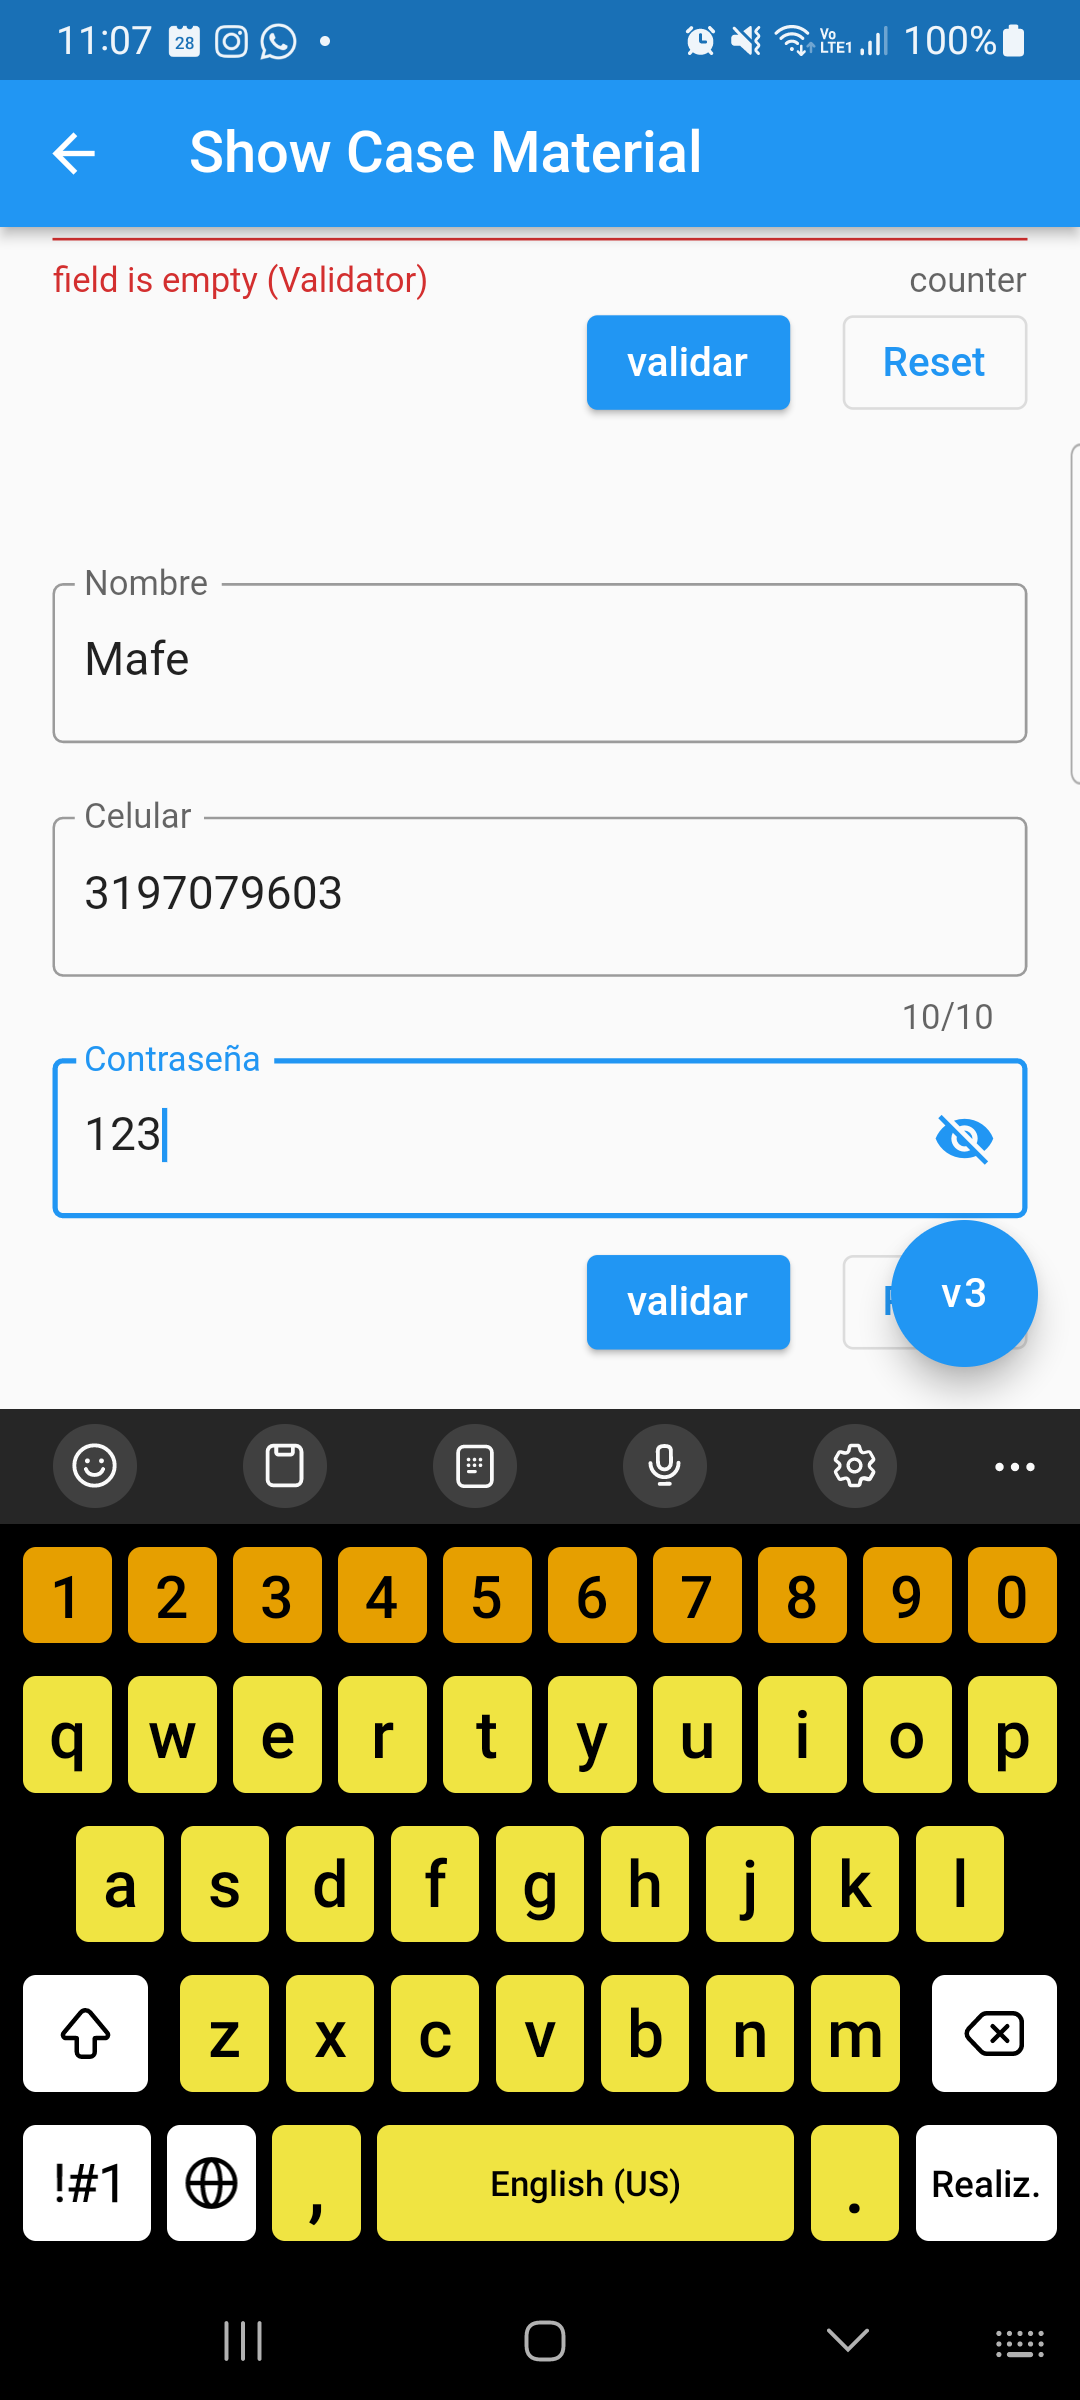 11:07 28 Vo LTE1 100%
Show Case Material
field is empty (Validator) counter
validar Reset
Nombre
Mafe
Celular
3197079603
10/10
Contraseña
123
validar v3
1 2 3 4 5 6 7 8 9 0
q w e r t y u i o p
a s d f g h j k l
z x c v b n m
!#1 , English (US) . Realiz.